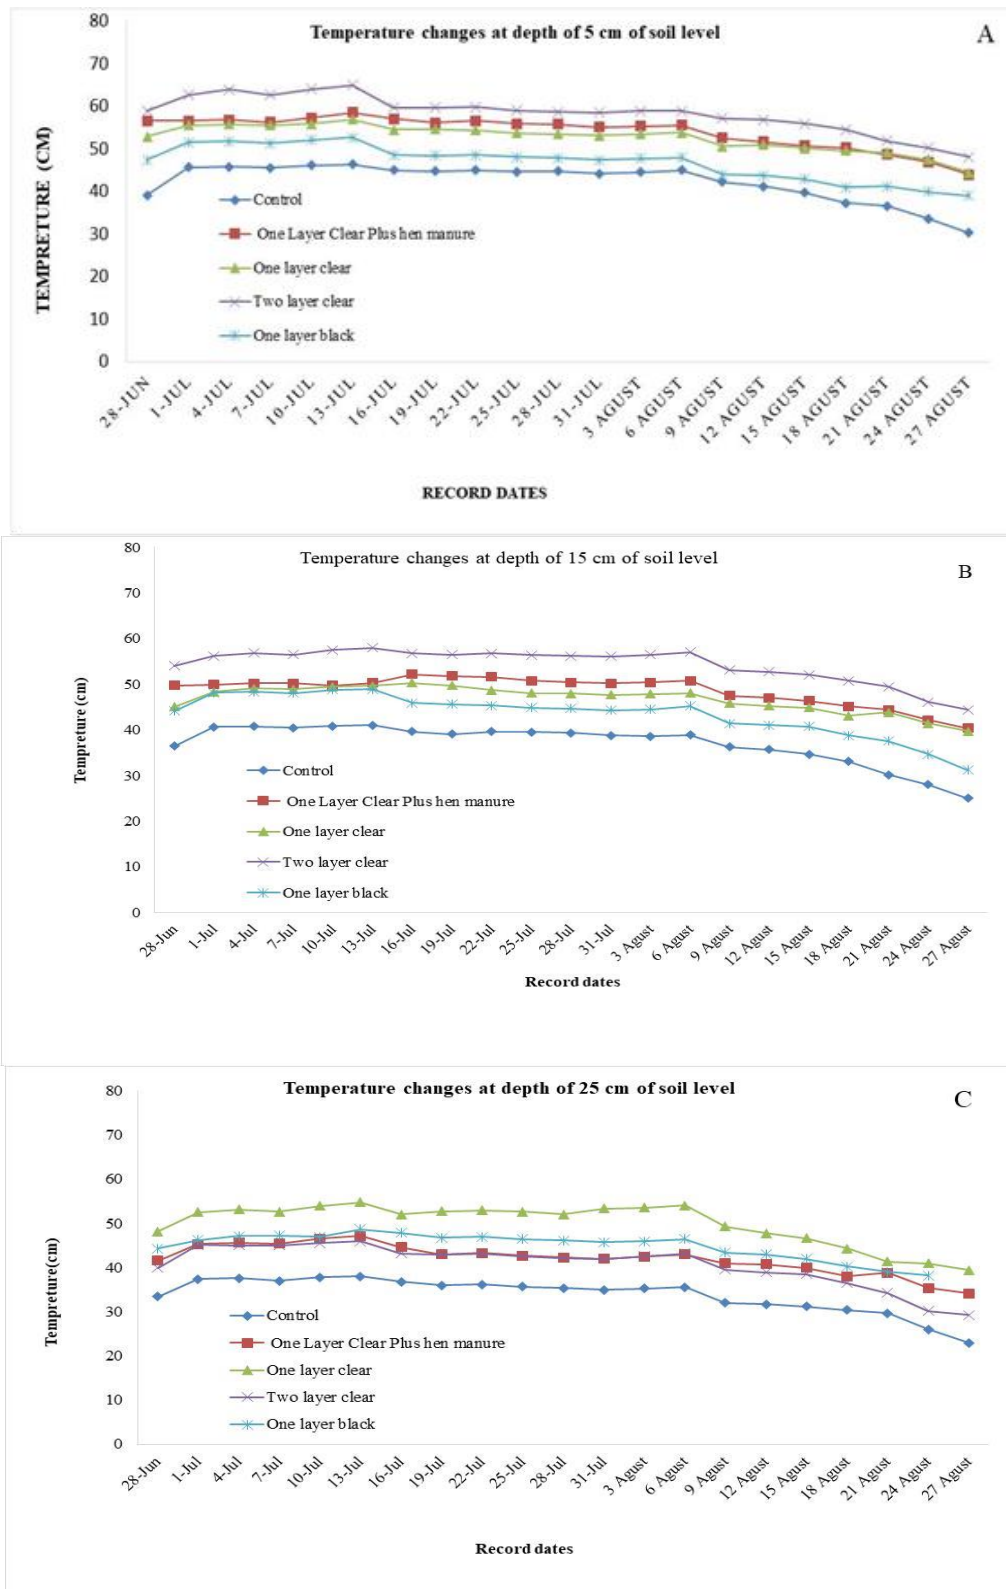 Temperature changes at depth of 5 cm of soil level
A
80
70
60
50
40
30
20
10
0
TEMPRETURE (CM)
Control
One Layer Clear Plus hen manure
One layer clear
Two layer clear
One layer black
28-JUN
1-JUL
4-JUL
7-JUL
10-JUL
13-JUL
16-JUL
19-JUL
22-JUL
25-JUL
28-JUL
31-JUL
3 AGUST
6 AGUST
9 AGUST
12 AGUST
15 AGUST
18 AGUST
21 AGUST
24 AGUST
27 AGUST
RECORD DATES
Temperature changes at depth of 15 cm of soil level
B
80
70
60
50
40
30
20
10
0
Tempreture (cm)
Control
One Layer Clear Plus hen manure
One layer clear
Two layer clear
One layer black
28-Jun
1-Jul
4-Jul
7-Jul
10-Jul
13-Jul
16-Jul
19-Jul
22-Jul
25-Jul
28-Jul
31-Jul
3 Agust
6 Agust
9 Agust
12 Agust
15 Agust
18 Agust
21 Agust
24 Agust
27 Agust
Record dates
Temperature changes at depth of 25 cm of soil level
C
80
70
60
50
40
30
20
10
0
Tempreture(cm)
Control
One Layer Clear Plus hen manure
One layer clear
Two layer clear
One layer black
28-Jun
1-Jul
4-Jul
7-Jul
10-Jul
13-Jul
16-Jul
19-Jul
22-Jul
25-Jul
28-Jul
31-Jul
3 Agust
6 Agust
9 Agust
12 Agust
15 Agust
18 Agust
21 Agust
24 Agust
27 Agust
Record dates